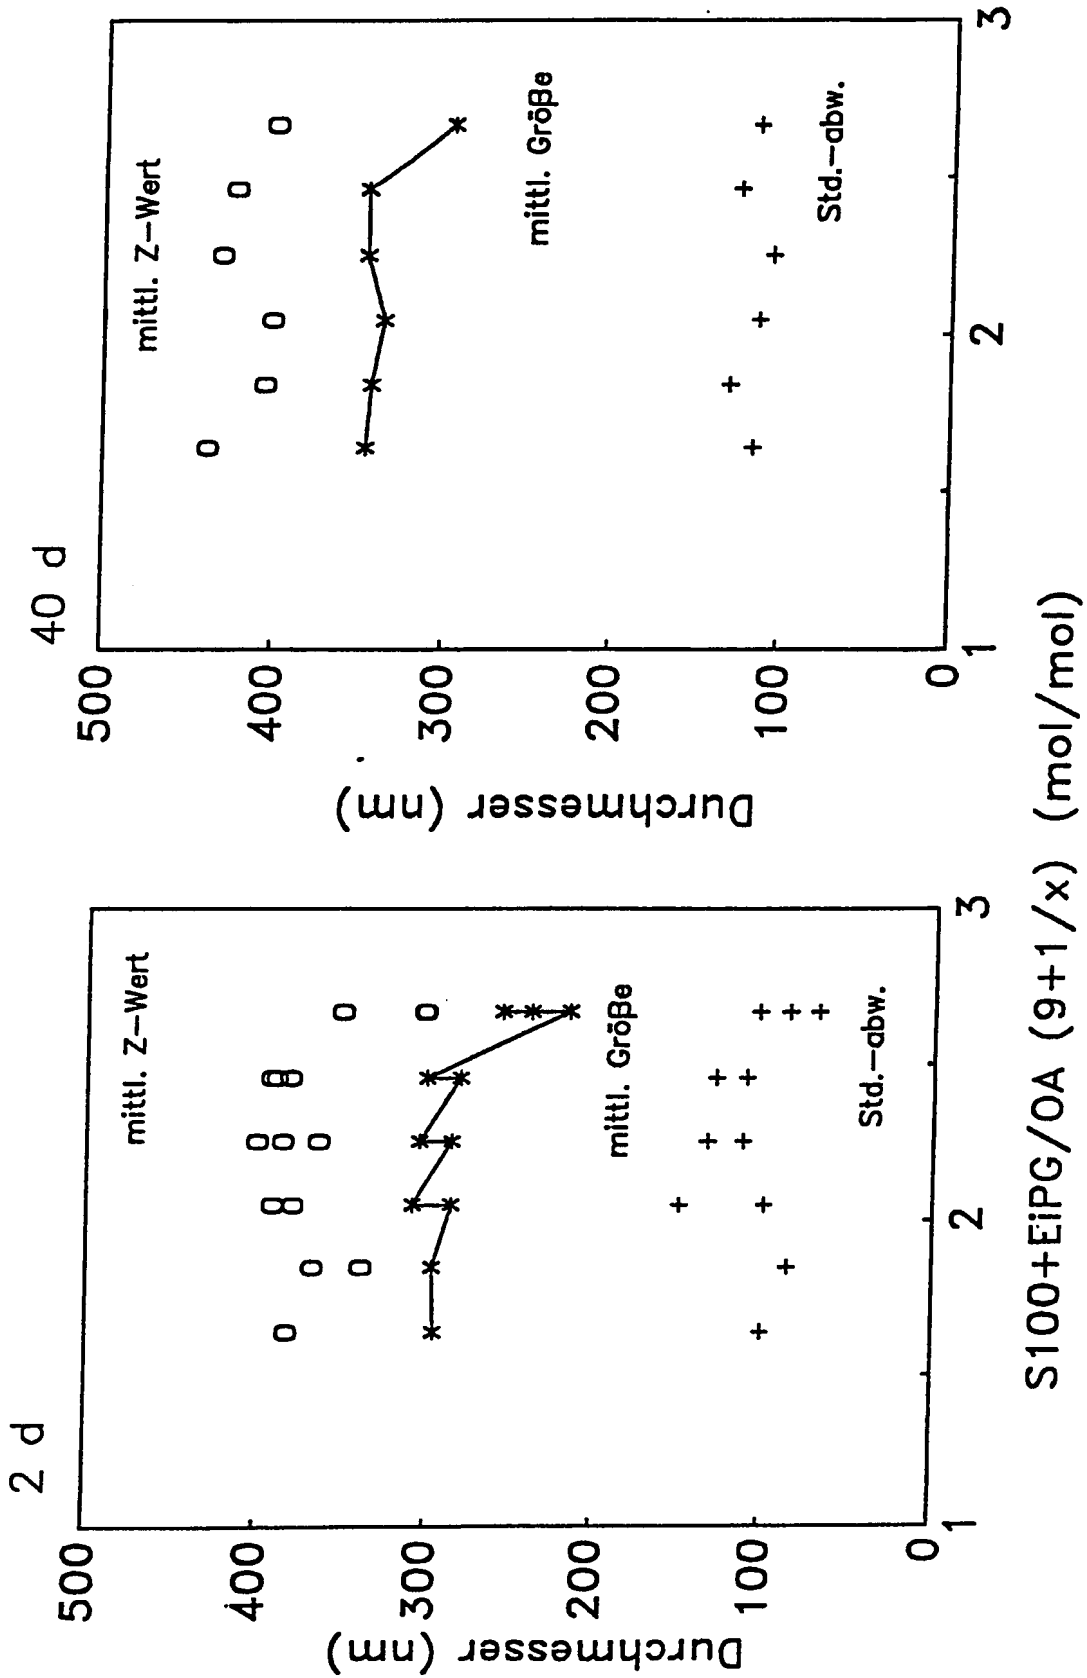 2 d
Durchmesser (nm)
500
400
300
200
100
0
1
2
3
mittl. Z–Wert
mittl. Größe
Std.–abw.
40 d
Durchmesser (nm)
500
400
300
200
100
0
1
2
3
mittl. Z–Wert
mittl. Größe
Std.–abw.
S100+EiPG/OA (9+1/x) (mol/mol)